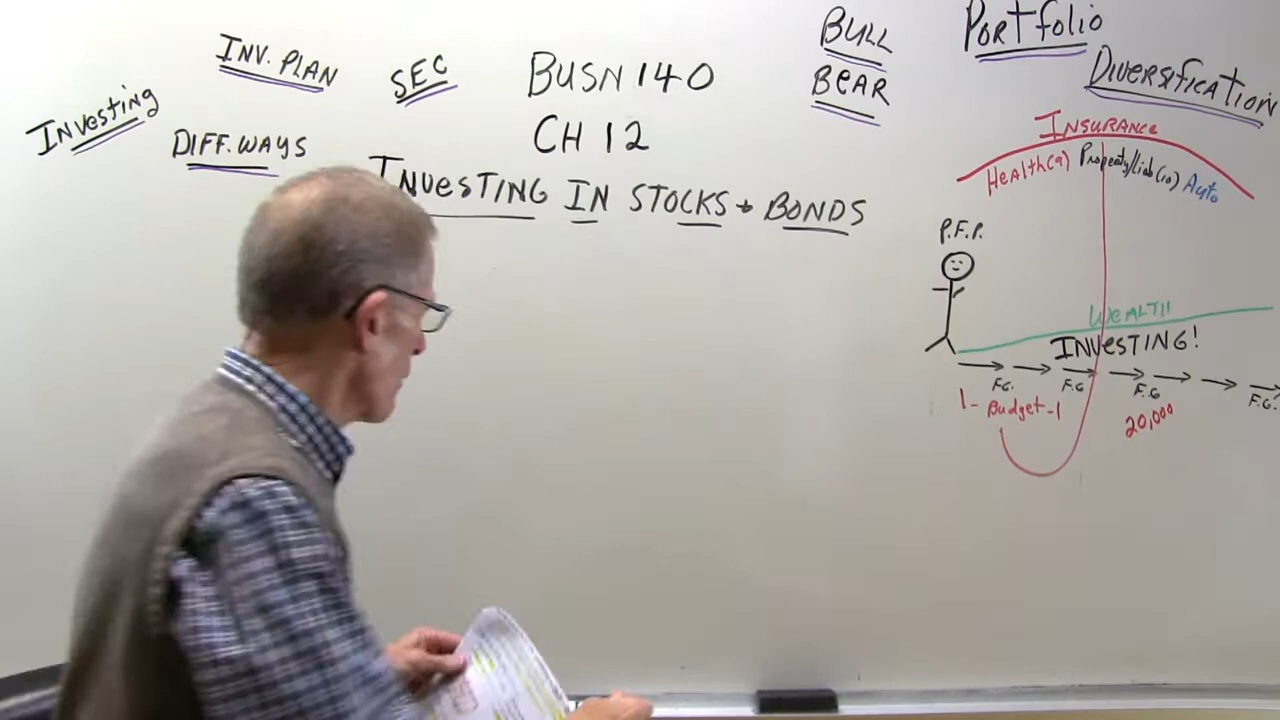 INVESTING
INV. PLAN
DIFF. WAYS
SEC
BUSN 140
CH 12
INVESTING IN STOCKS + BONDS
BULL
BEAR
PORTFOLIO
DIVERSIFICATION
INSURANCE
HEALTH(9) Property/Liab(10) Auto
P.F.P.
WEALTH
INVESTING!
F.G. F.G F.G F.G.
1- Budget-1
20,000